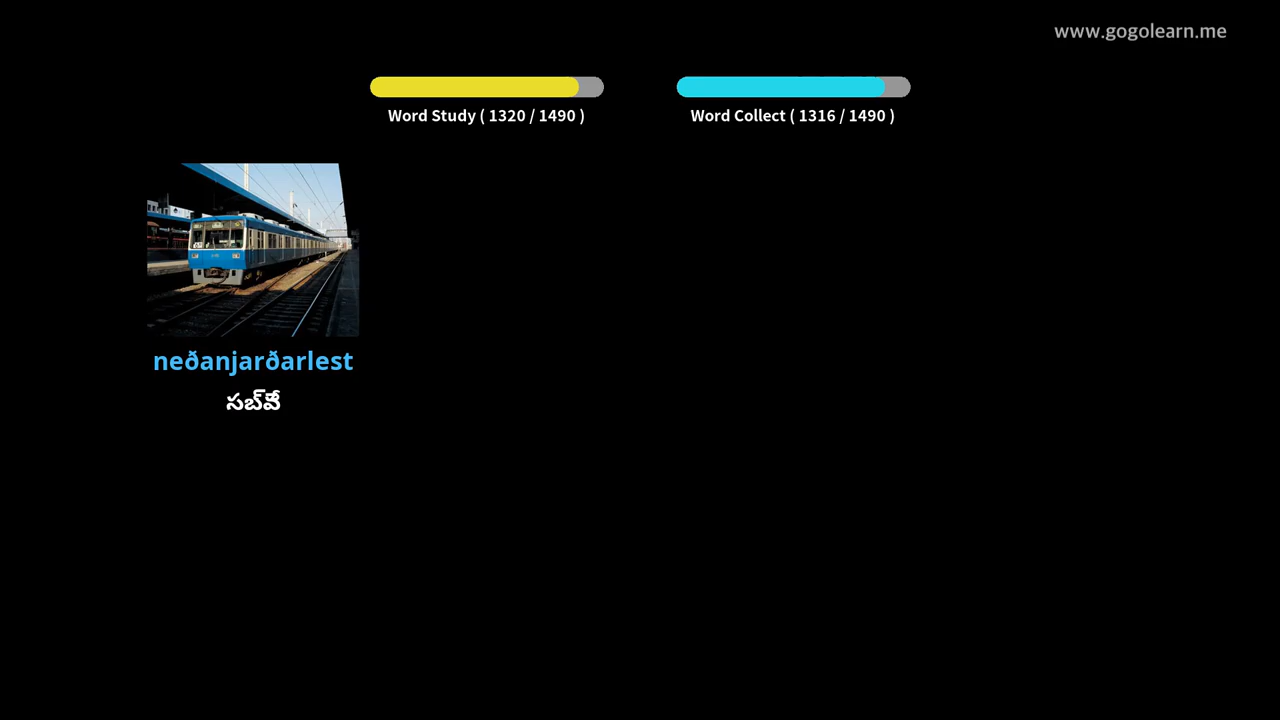 www.gogolearn.me
Word Study ( 1320 / 1490 )
Word Collect ( 1316 / 1490 )
neðanjarðarlest
సబ్‌వే